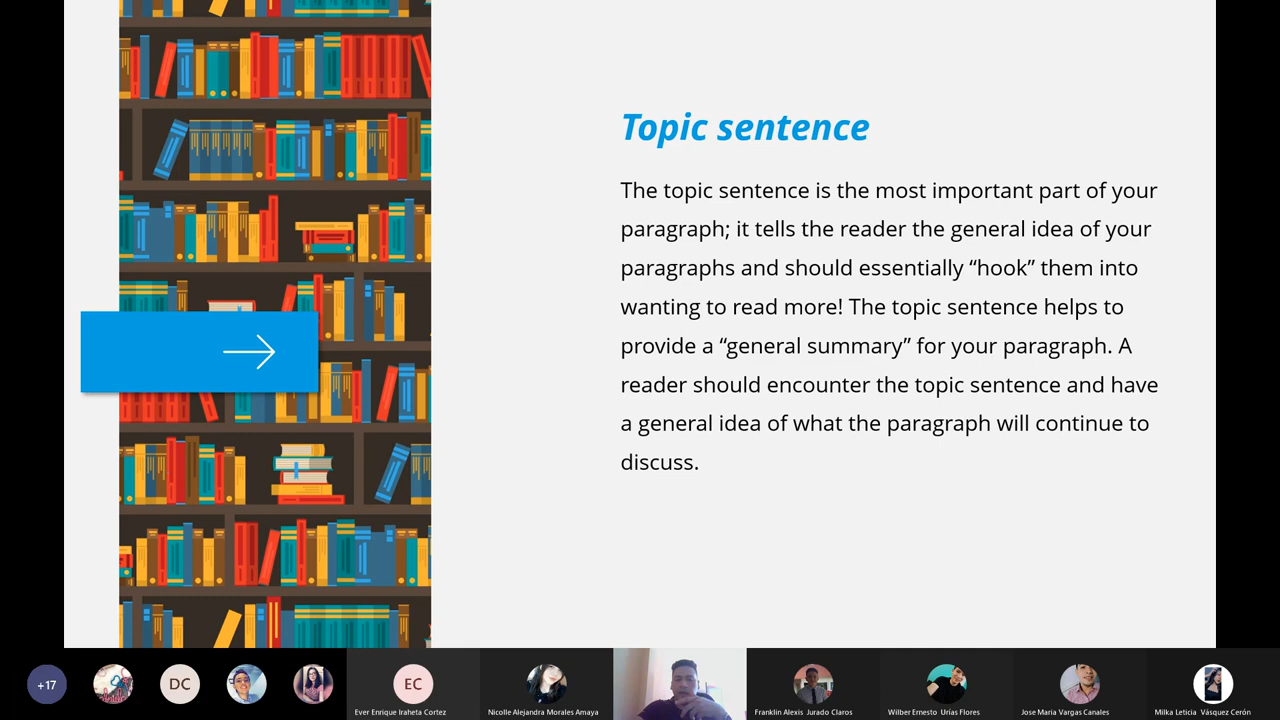 Topic sentence
The topic sentence is the most important part of your
paragraph; it tells the reader the general idea of your
paragraphs and should essentially “hook” them into
wanting to read more! The topic sentence helps to
provide a “general summary” for your paragraph. A
reader should encounter the topic sentence and have
a general idea of what the paragraph will continue to
discuss.
+17
DC
EC
Ever Enrique Iraheta Cortez
Nicolle Alejandra Morales Amaya
Franklin Alexis Jurado Claros
Wilber Ernesto Urías Flores
Jose Maria Vargas Canales
Milka Leticia Vásquez Cerón